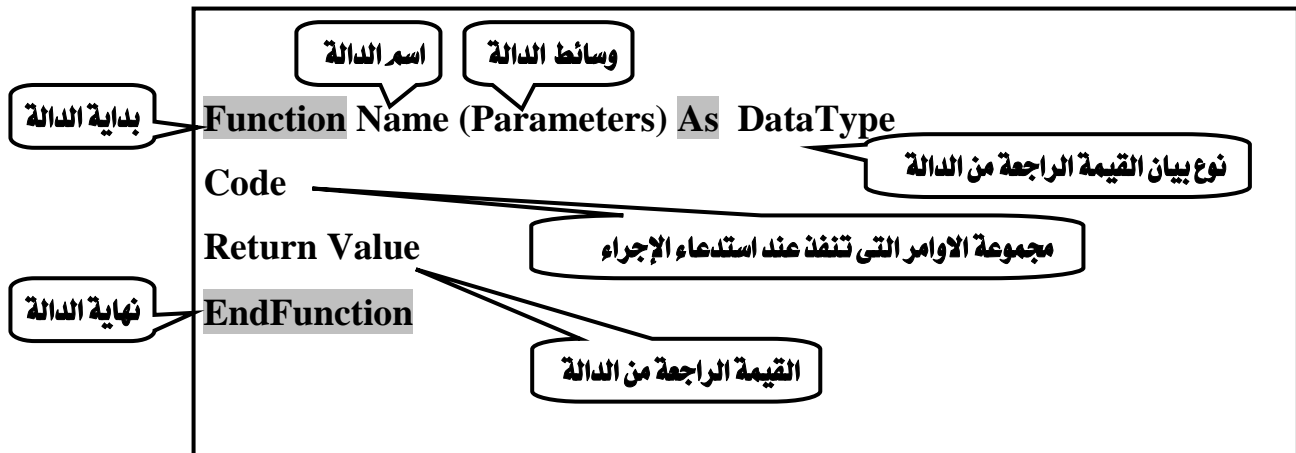 اسم الدالة
وسائط الدالة
بداية الدالة
Function Name (Parameters) As DataType
نوع بيان القيمة الراجعة من الدالة
Code
مجموعة الاوامر التى تنفذ عند استدعاء الإجراء
Return Value
نهاية الدالة
EndFunction
القيمة الراجعة من الدالة